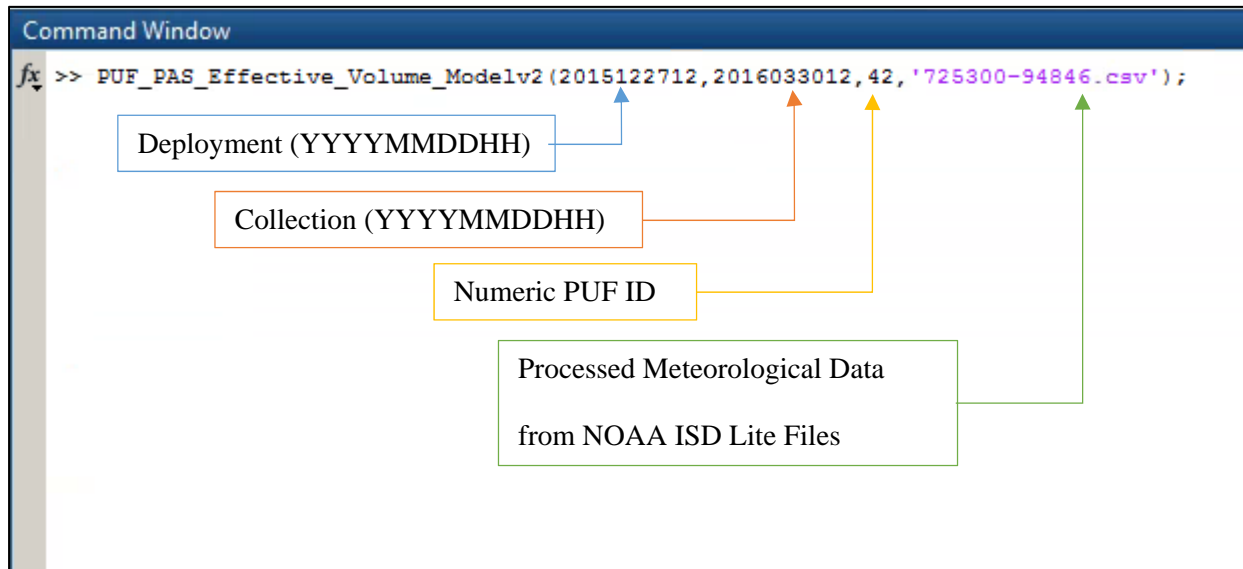 Command Window
fx >> PUF_PAS_Effective_Volume_Modelv2(2015122712,2016033012,42,'725300-94846.csv');
Deployment (YYYYMMDDHH)
Collection (YYYYMMDDHH)
Numeric PUF ID
Processed Meteorological Data
from NOAA ISD Lite Files